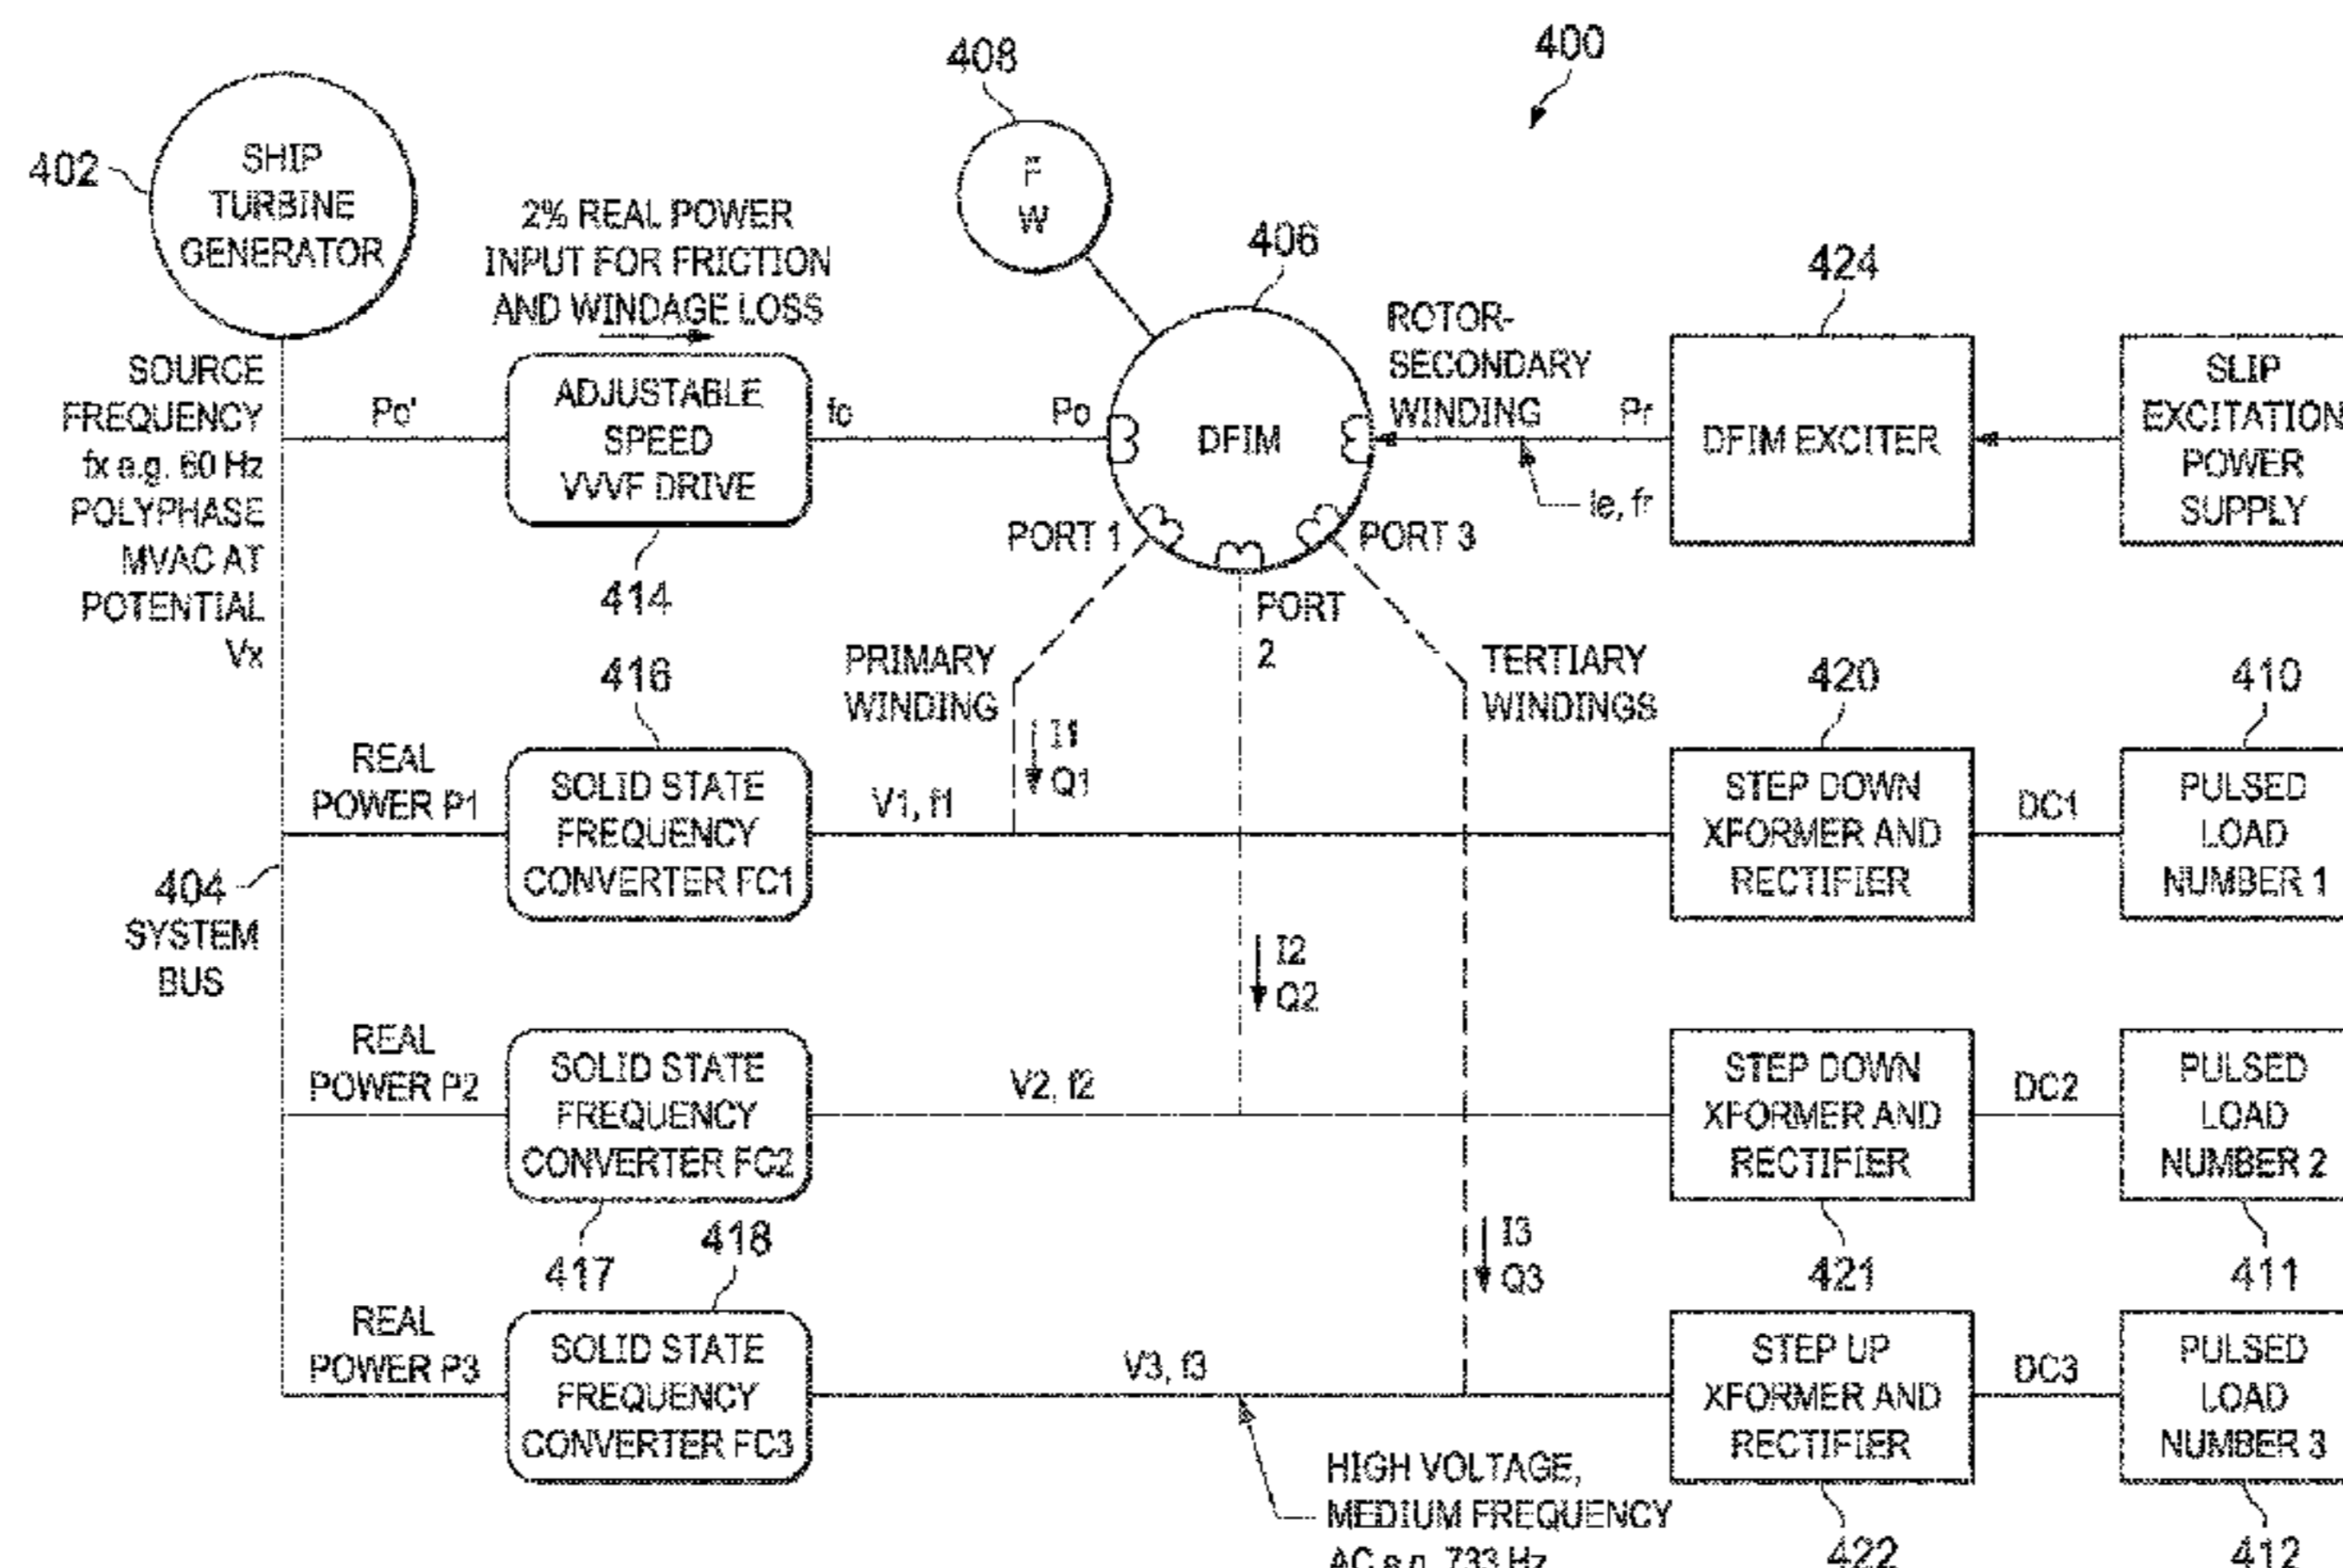 400
408
F
W
402
SHIP
TURBINE
GENERATOR
2% REAL POWER
INPUT FOR FRICTION
AND WINDAGE LOSS
406
424
ROTOR-
SECONDARY
WINDING
SOURCE
FREQUENCY
fx e.g. 60 Hz
POLYPHASE
MVAC AT
POTENTIAL
Vx
Po'
ADJUSTABLE
SPEED
VVVF DRIVE
fo
Po
DFIM
Pr
DFIM EXCITER
SLIP
EXCITATION
POWER
SUPPLY
Ie, fr
414
PORT 1
PORT
2
PORT 3
PRIMARY
WINDING
TERTIARY
WINDINGS
416
420
410
I1
Q1
REAL
POWER P1
SOLID STATE
FREQUENCY
CONVERTER FC1
V1, f1
STEP DOWN
XFORMER AND
RECTIFIER
DC1
PULSED
LOAD
NUMBER 1
404
SYSTEM
BUS
I2
Q2
REAL
POWER P2
SOLID STATE
FREQUENCY
CONVERTER FC2
V2, f2
STEP DOWN
XFORMER AND
RECTIFIER
DC2
PULSED
LOAD
NUMBER 2
417
418
I3
Q3
421
411
REAL
POWER P3
SOLID STATE
FREQUENCY
CONVERTER FC3
V3, f3
STEP UP
XFORMER AND
RECTIFIER
DC3
PULSED
LOAD
NUMBER 3
HIGH VOLTAGE,
MEDIUM FREQUENCY
AC e.g. 733 Hz
422
412